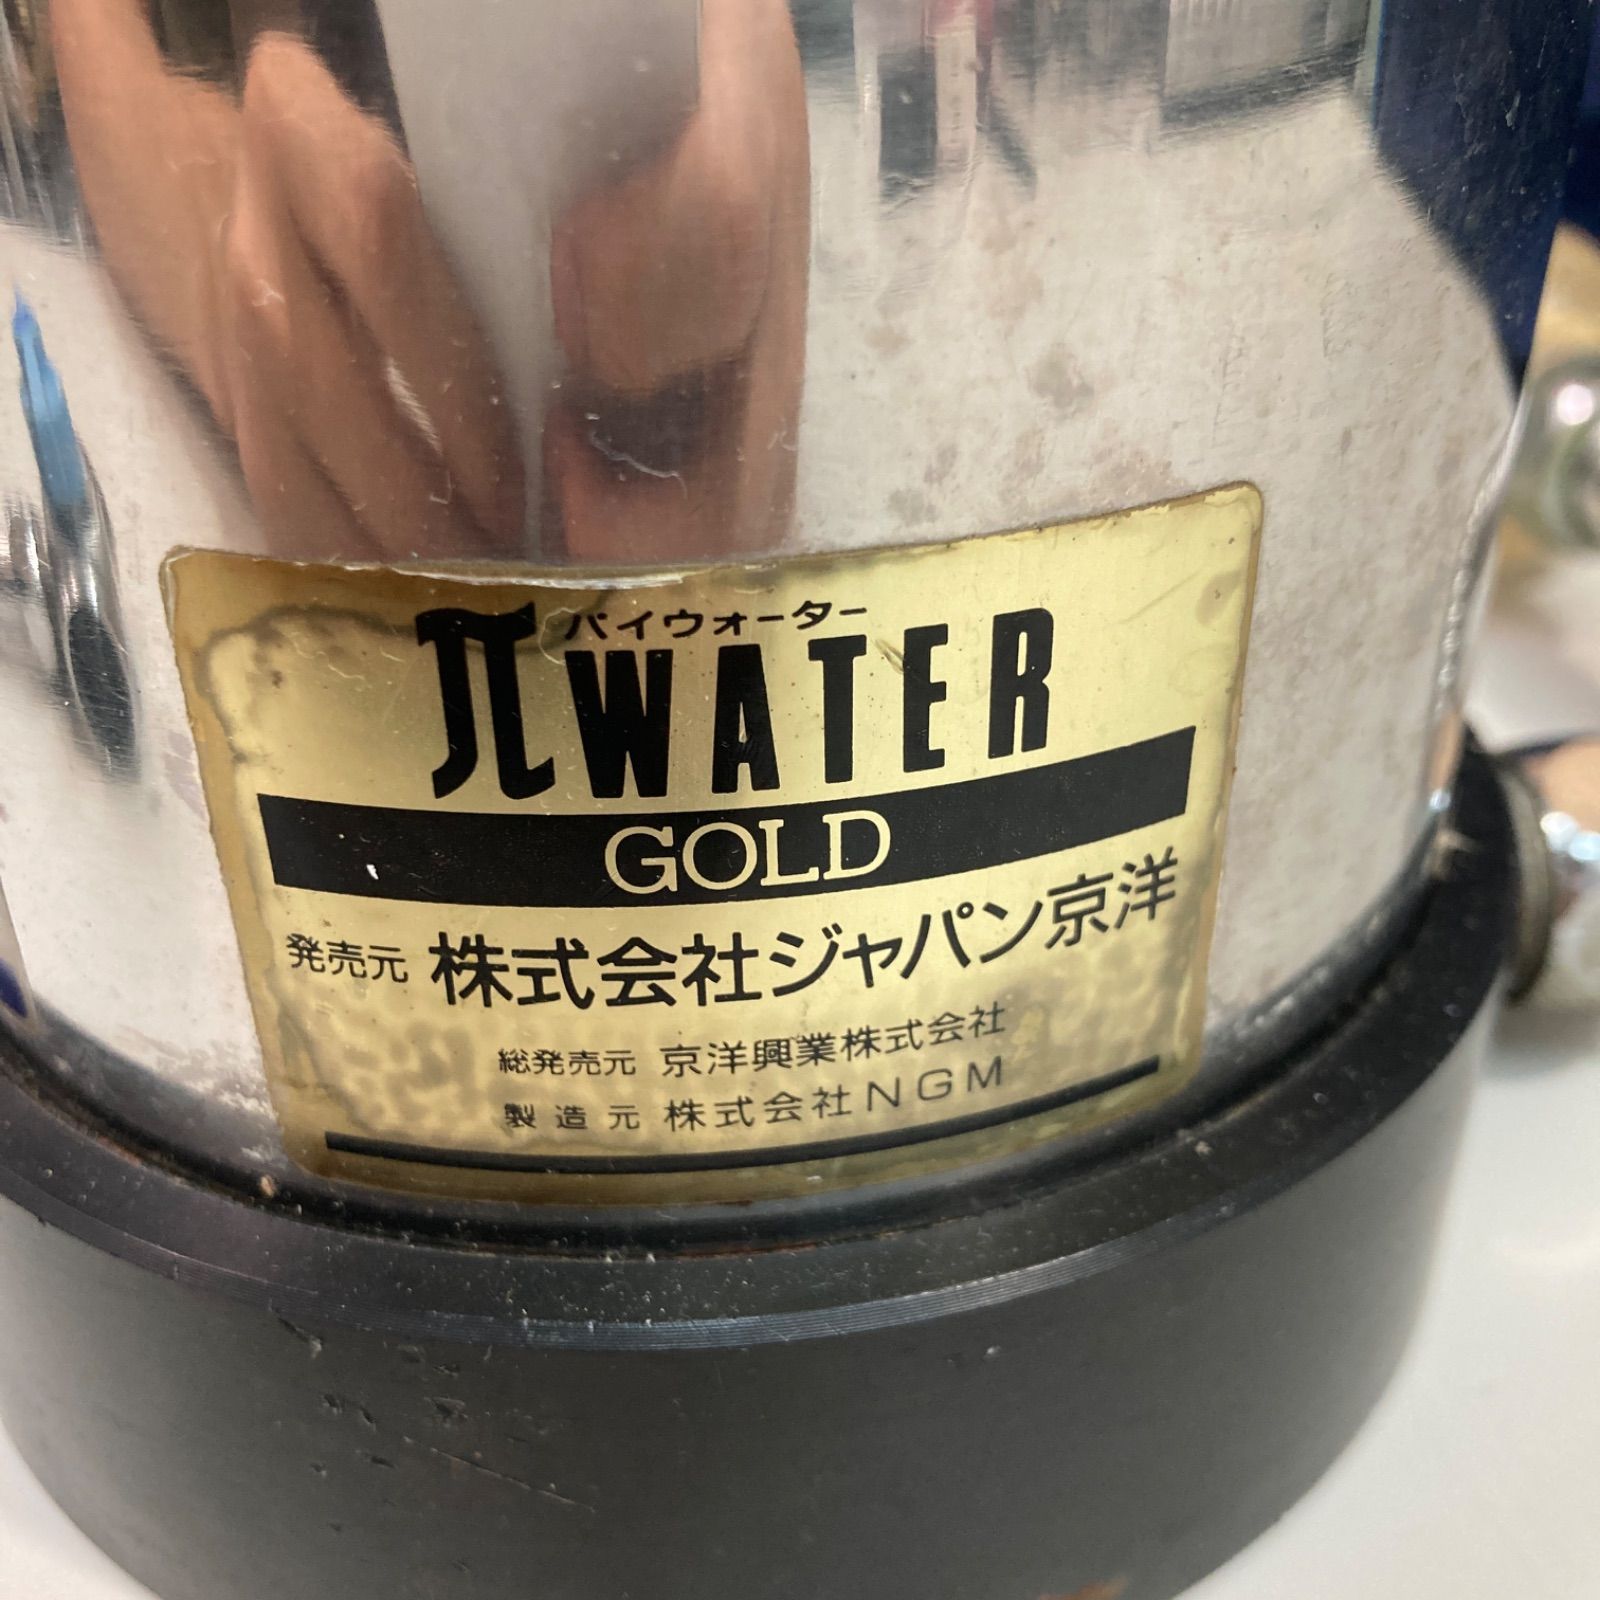 パイウォーター
πWATER
GOLD
発売元 株式会社ジャパン京洋
総発売元 京洋興業株式会社
製造元 株式会社NGM